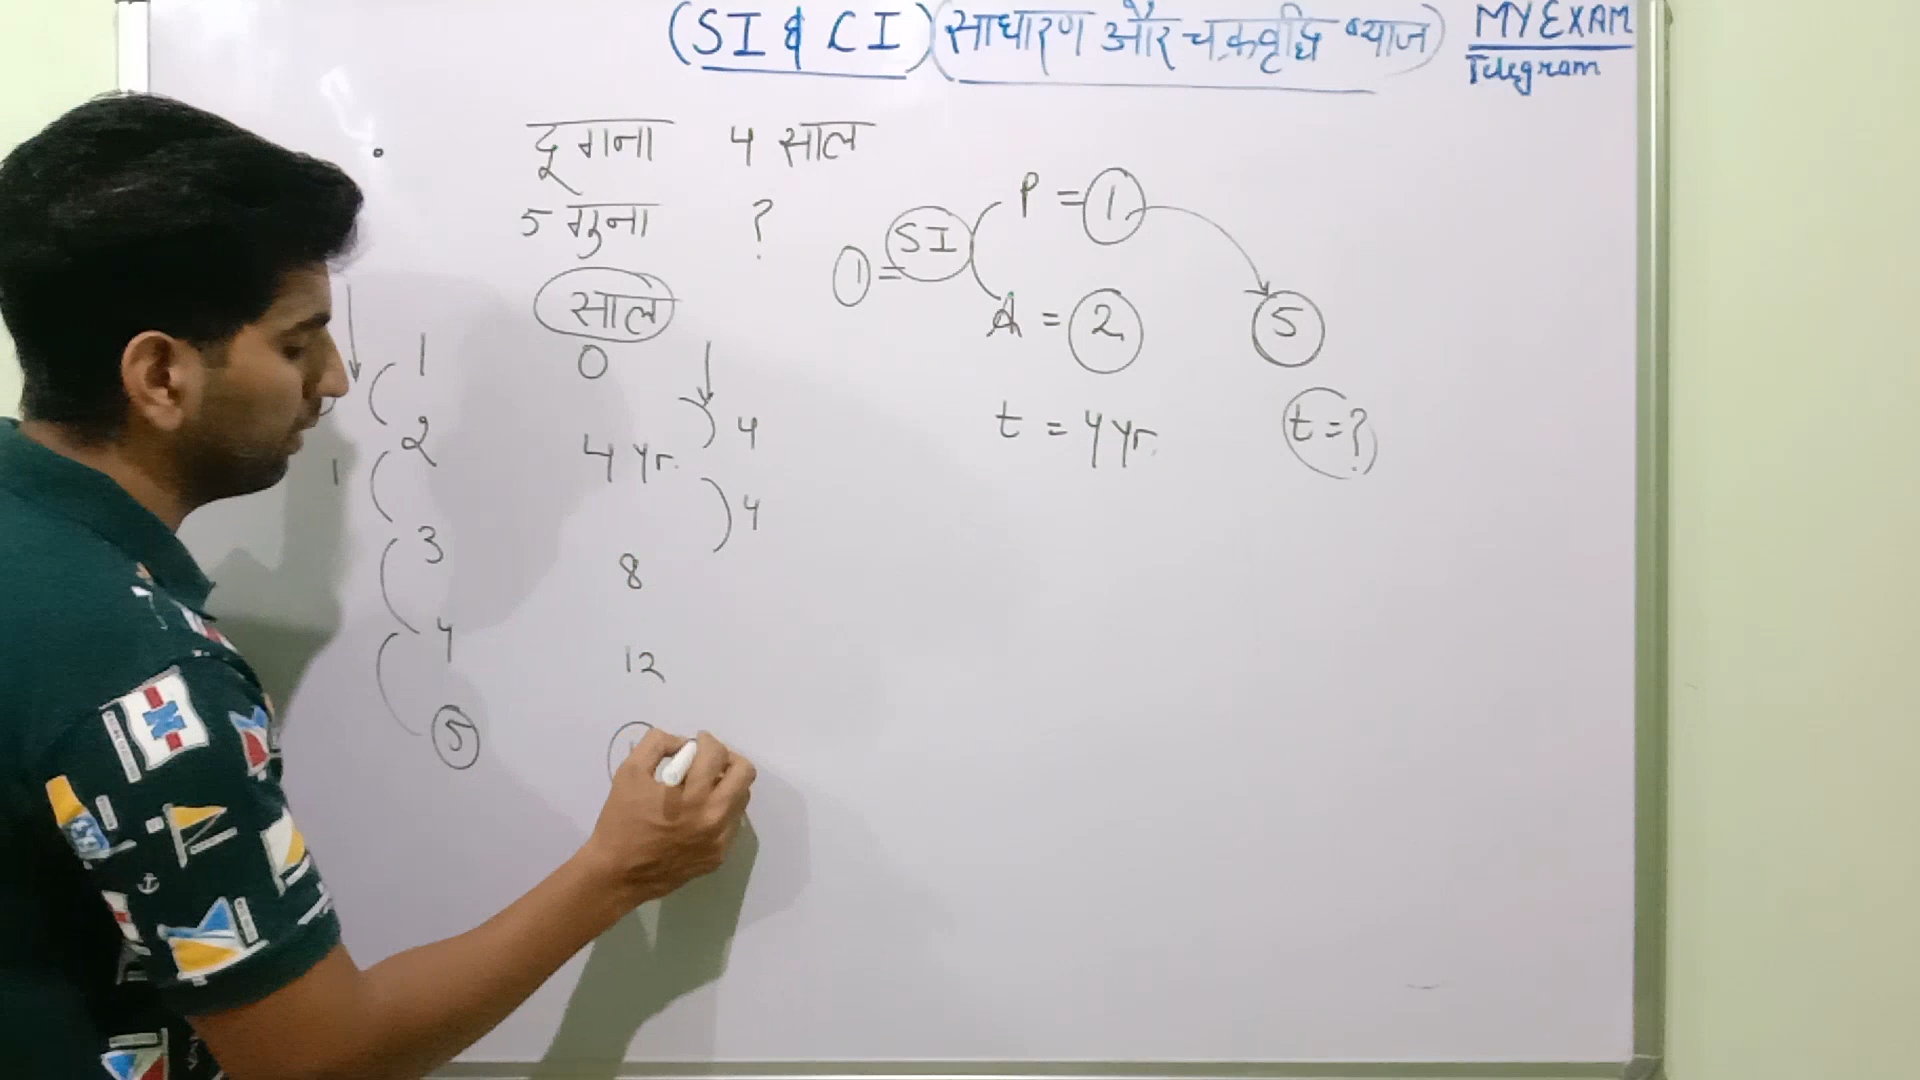 (SI & CI) (साधारण और चक्रवृद्धि ब्याज)
MY EXAM
Telegram
दूगना 4 साल
5 गुना ?
साल
1 0
2 4 yr.
3 8
4 12
5
1
4
4
P = 1
1 = SI
A = 2
5
t = 4 yr.
t = ?